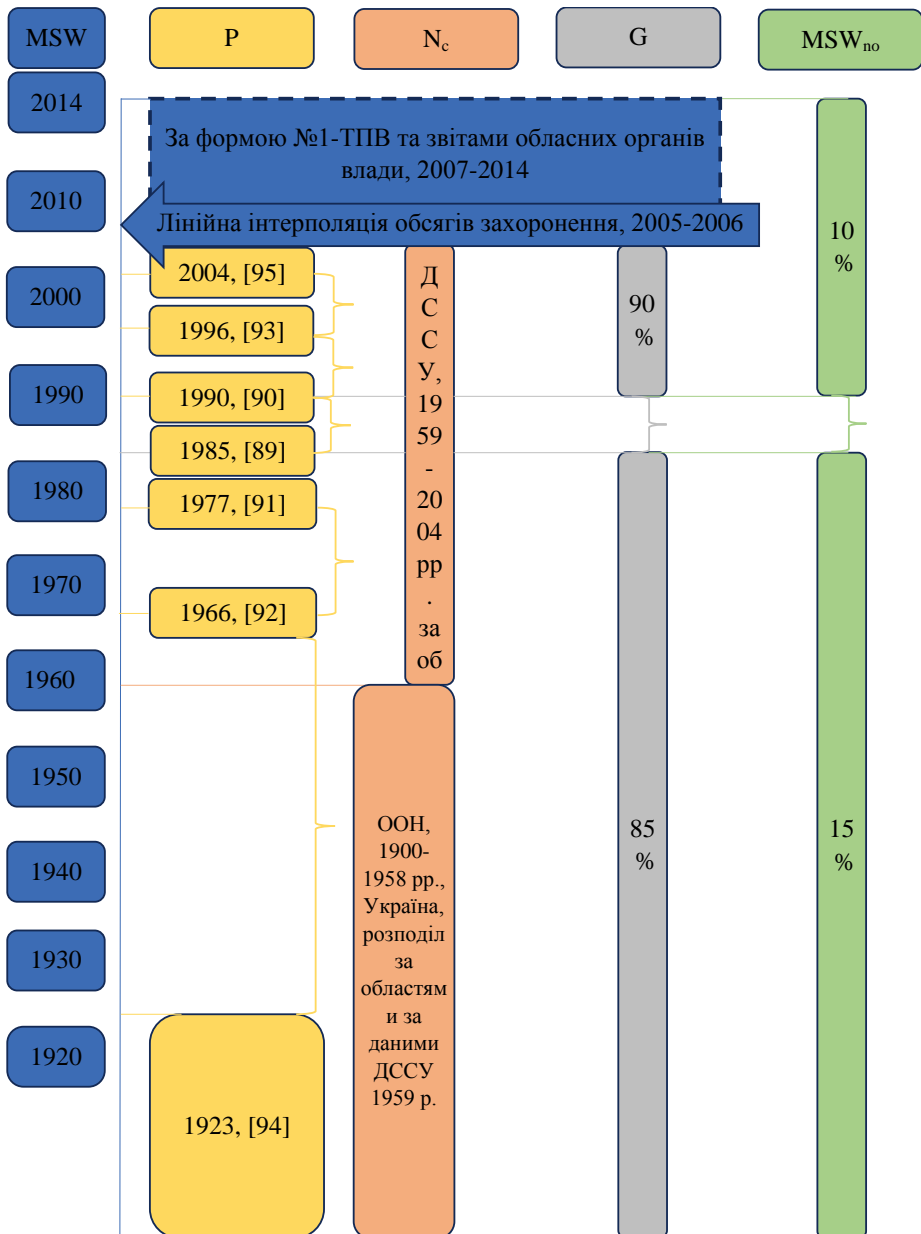 MSW
P
Nc
G
MSWno
2014
За формою №1-ТПВ та звітами обласних органів
влади, 2007-2014
2010
Лінійна інтерполяція обсягів захоронення, 2005-2006
10
%
2004, [95]
2000
Д
С
С
У,
19
59
-
20
04
рр
.
за
об
90
%
1996, [93]
1990
1990, [90]
1985, [89]
1980
1977, [91]
1970
1966, [92]
1960
1950
ООН,
1900-
1958 рр.,
Україна,
розподіл
за
областям
и за
даними
ДССУ
1959 р.
85
%
15
%
1940
1930
1920
1923, [94]